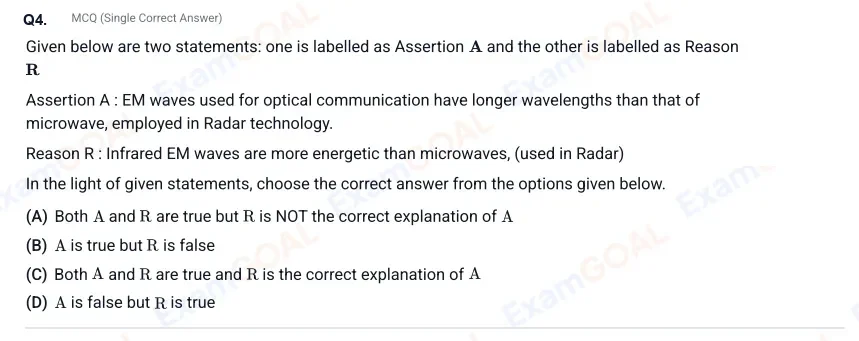 Q4. MCQ (Single Correct Answer)
Given below are two statements: one is labelled as Assertion A and the other is labelled as Reason
R
Assertion A : EM waves used for optical communication have longer wavelengths than that of
microwave, employed in Radar technology.
Reason R : Infrared EM waves are more energetic than microwaves, (used in Radar)
In the light of given statements, choose the correct answer from the options given below.
(A) Both A and R are true but R is NOT the correct explanation of A
(B) A is true but R is false
(C) Both A and R are true and R is the correct explanation of A
(D) A is false but R is true
ExamGOAL